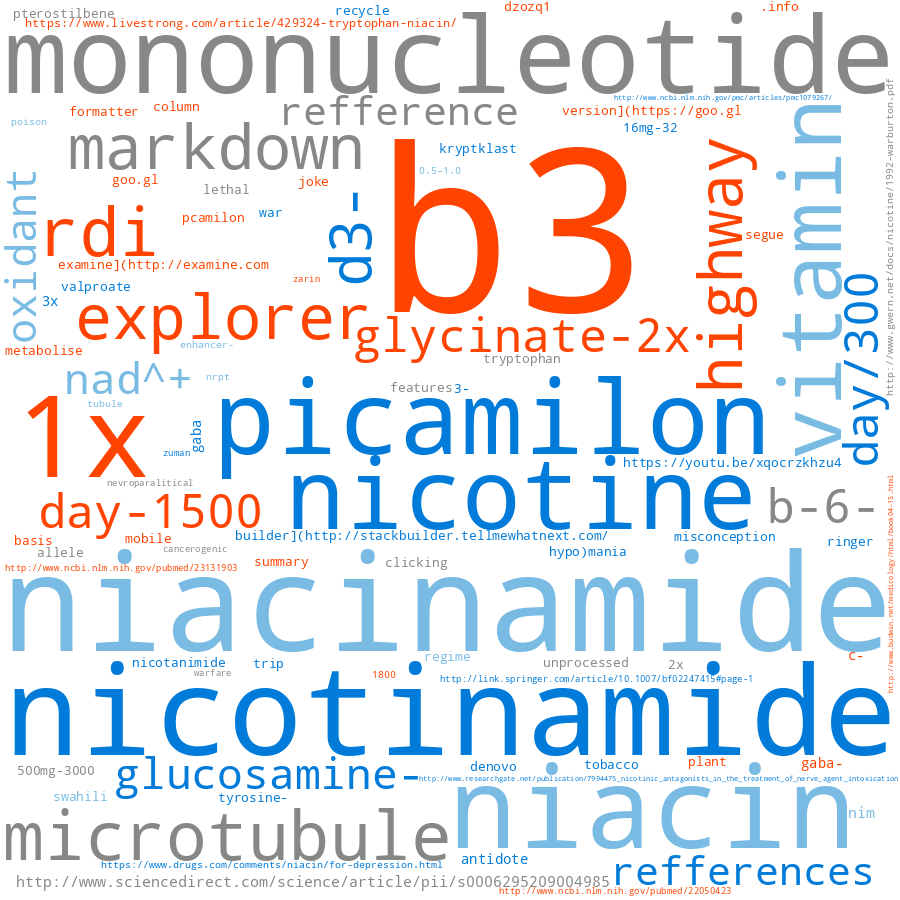 pterostilbene
recycle
dzozq1
.info
https://www.livestrong.com/article/429324-tryptophan-niacin/
mononucleotide
http://www.ncbi.nlm.nih.gov/pmc/articles/pmc1079267/
formatter
column
refference
version](https://goo.gl
poison
16mg-32
markdown
kryptklast
b3
vitamin
http://www.gwern.net/docs/nicotine/1992-warburton.pdf
highway
oxidant
goo.gl
lethal
joke
0.5-1.0
rdi
pcamilon
war
d3-
segue
examine](http://examine.com
zarin
valproate
3x
explorer
glycinate-2x
day/300
metabolise
enhancer-
tryptophan
nad^+
nrpt
features
3-
tubule
1x
picamilon
gaba
zuman
https://youtu.be/xqocrzkhzu4
nicotine
nevroparalitical
day-1500
b-6-
http://www.budwin.net/medicology/html/book04-15.html
basis
mobile
builder](http://stackbuilder.tellmewhatnext.com/
misconception
ringer
allele
cancerogenic
hypo)mania
http://www.ncbi.nlm.nih.gov/pubmed/23131903
summary
clicking
niacinamide
nicotanimide
trip
regime
unprocessed
2x
c-
warfare
1800
http://link.springer.com/article/10.1007/bf02247415#page-1
nicotinamide
500mg-3000
glucosamine-
denovo
tobacco
plant
gaba-
http://www.researchgate.net/publication/7994475_nicotinic_antagonists_in_the_treatment_of_nerve_agent_intoxication
swahili
tyrosine-
niacin
nim
microtubule
https://www.drugs.com/comments/niacin/for-depression.html
antidote
refferences
http://www.sciencedirect.com/science/article/pii/s0006295209004985
http://www.ncbi.nlm.nih.gov/pubmed/22050423